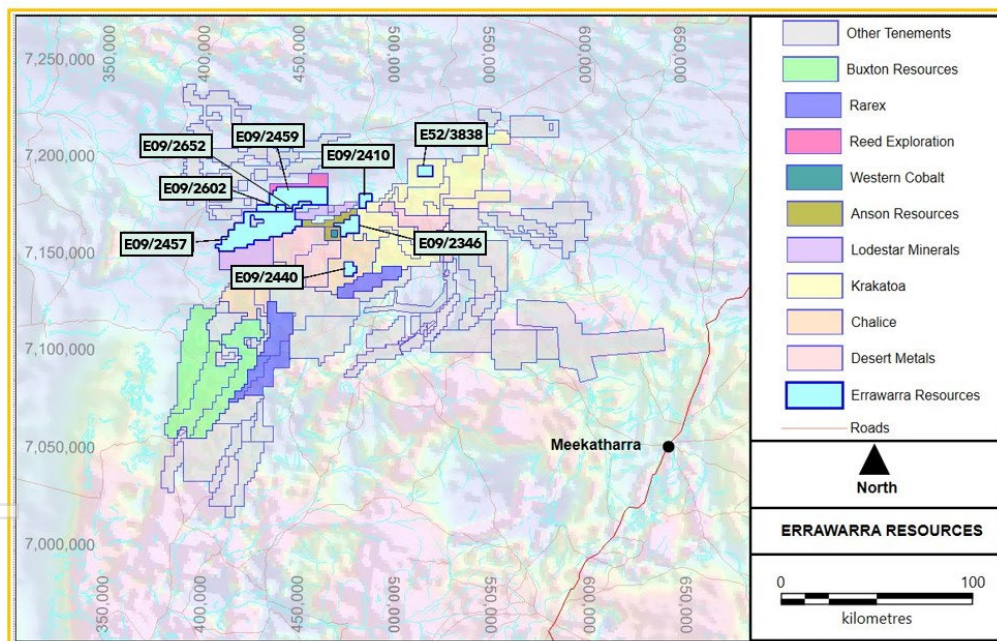 350,000
400,000
450,000
500,000
550,000
600,000
650,000
7,250,000
7,200,000
7,150,000
7,100,000
7,050,000
7,000,000
E09/2459
E52/3838
E09/2652
E09/2410
E09/2602
E09/2457
E09/2346
E09/2440
Meekatharra
350,000
400,000
450,000
500,000
550,000
600,000
650,000
Other Tenements
Buxton Resources
Rarex
Reed Exploration
Western Cobalt
Anson Resources
Lodestar Minerals
Krakatoa
Chalice
Desert Metals
Errawarra Resources
Roads
North
ERRAWARRA RESOURCES
0 100
kilometres